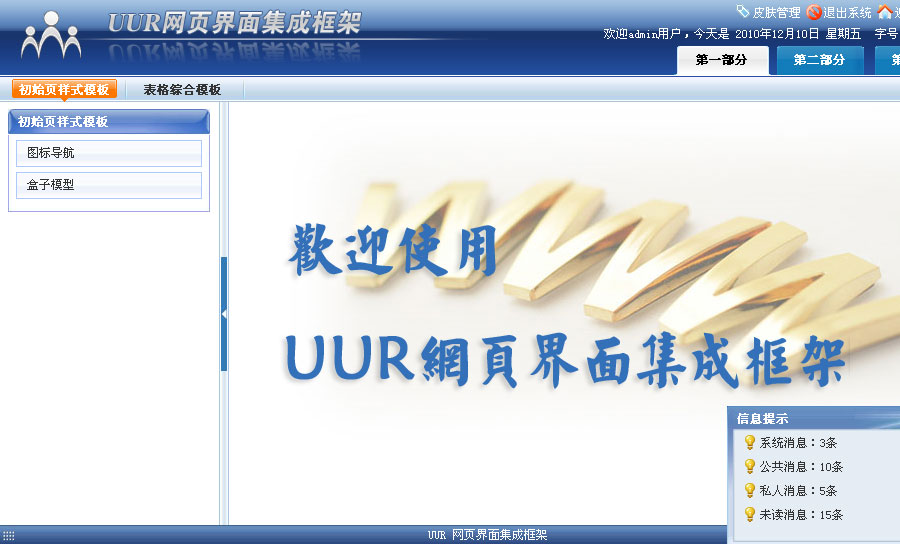 UUR网页界面集成框架
皮肤管理 退出系统
欢迎admin用户，今天是 2010年12月10日 星期五 字号
第一部分 第二部分 第
初始页样式模板 表格综合模板
初始页样式模板
图标导航
盒子模型
歡迎使用
UUR網頁界面集成框架
信息提示
系统消息：3条
公共消息：10条
私人消息：5条
未读消息：15条
UUR 网页界面集成框架